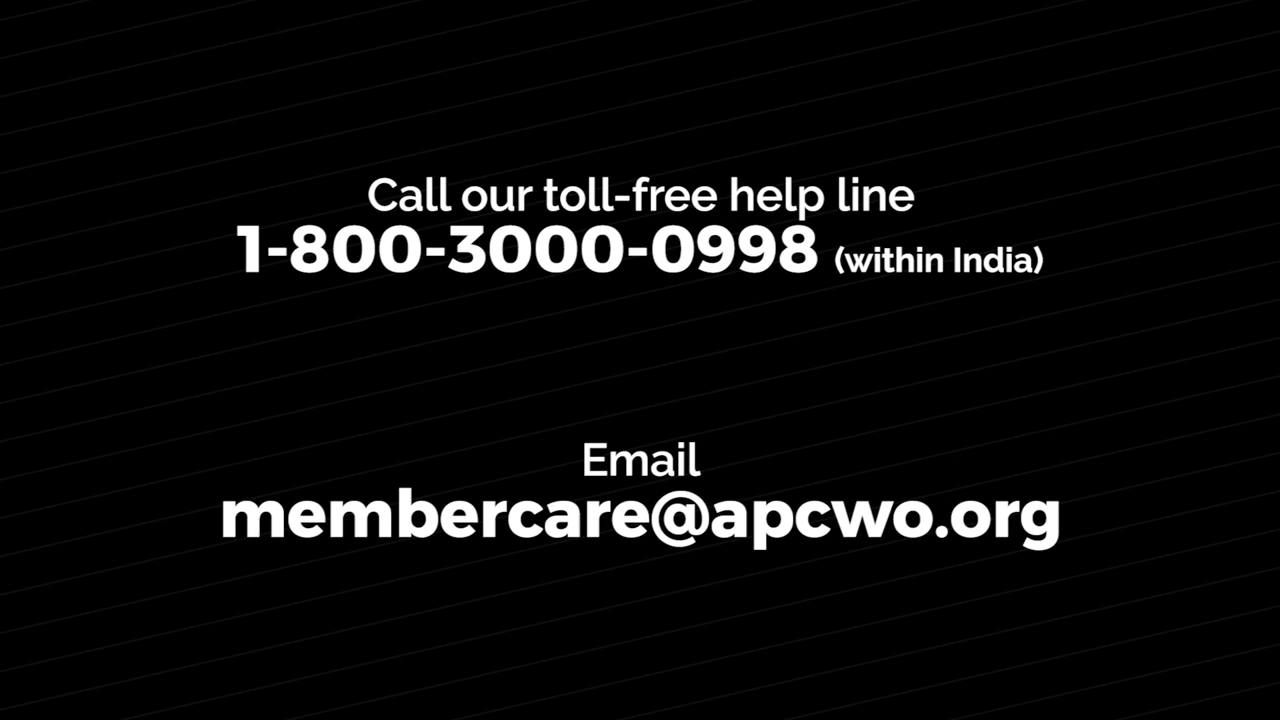 Call our toll-free help line
1-800-3000-0998 (within India)
Email
membercare@apcwo.org